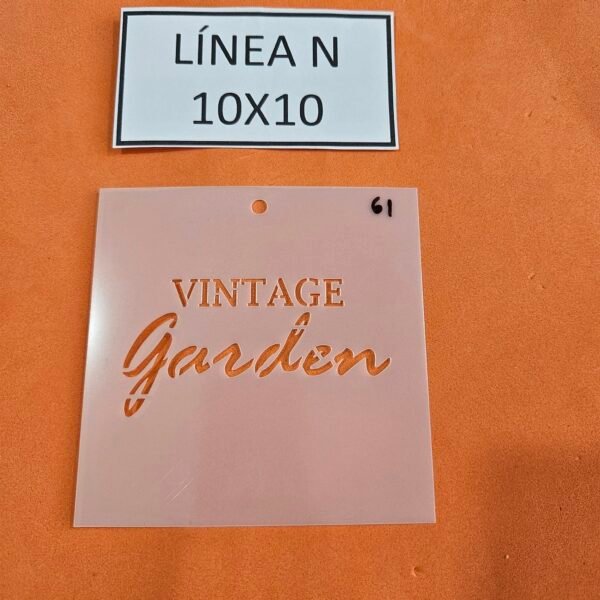 LÍNEA N
10X10
61
VINTAGE
Garden